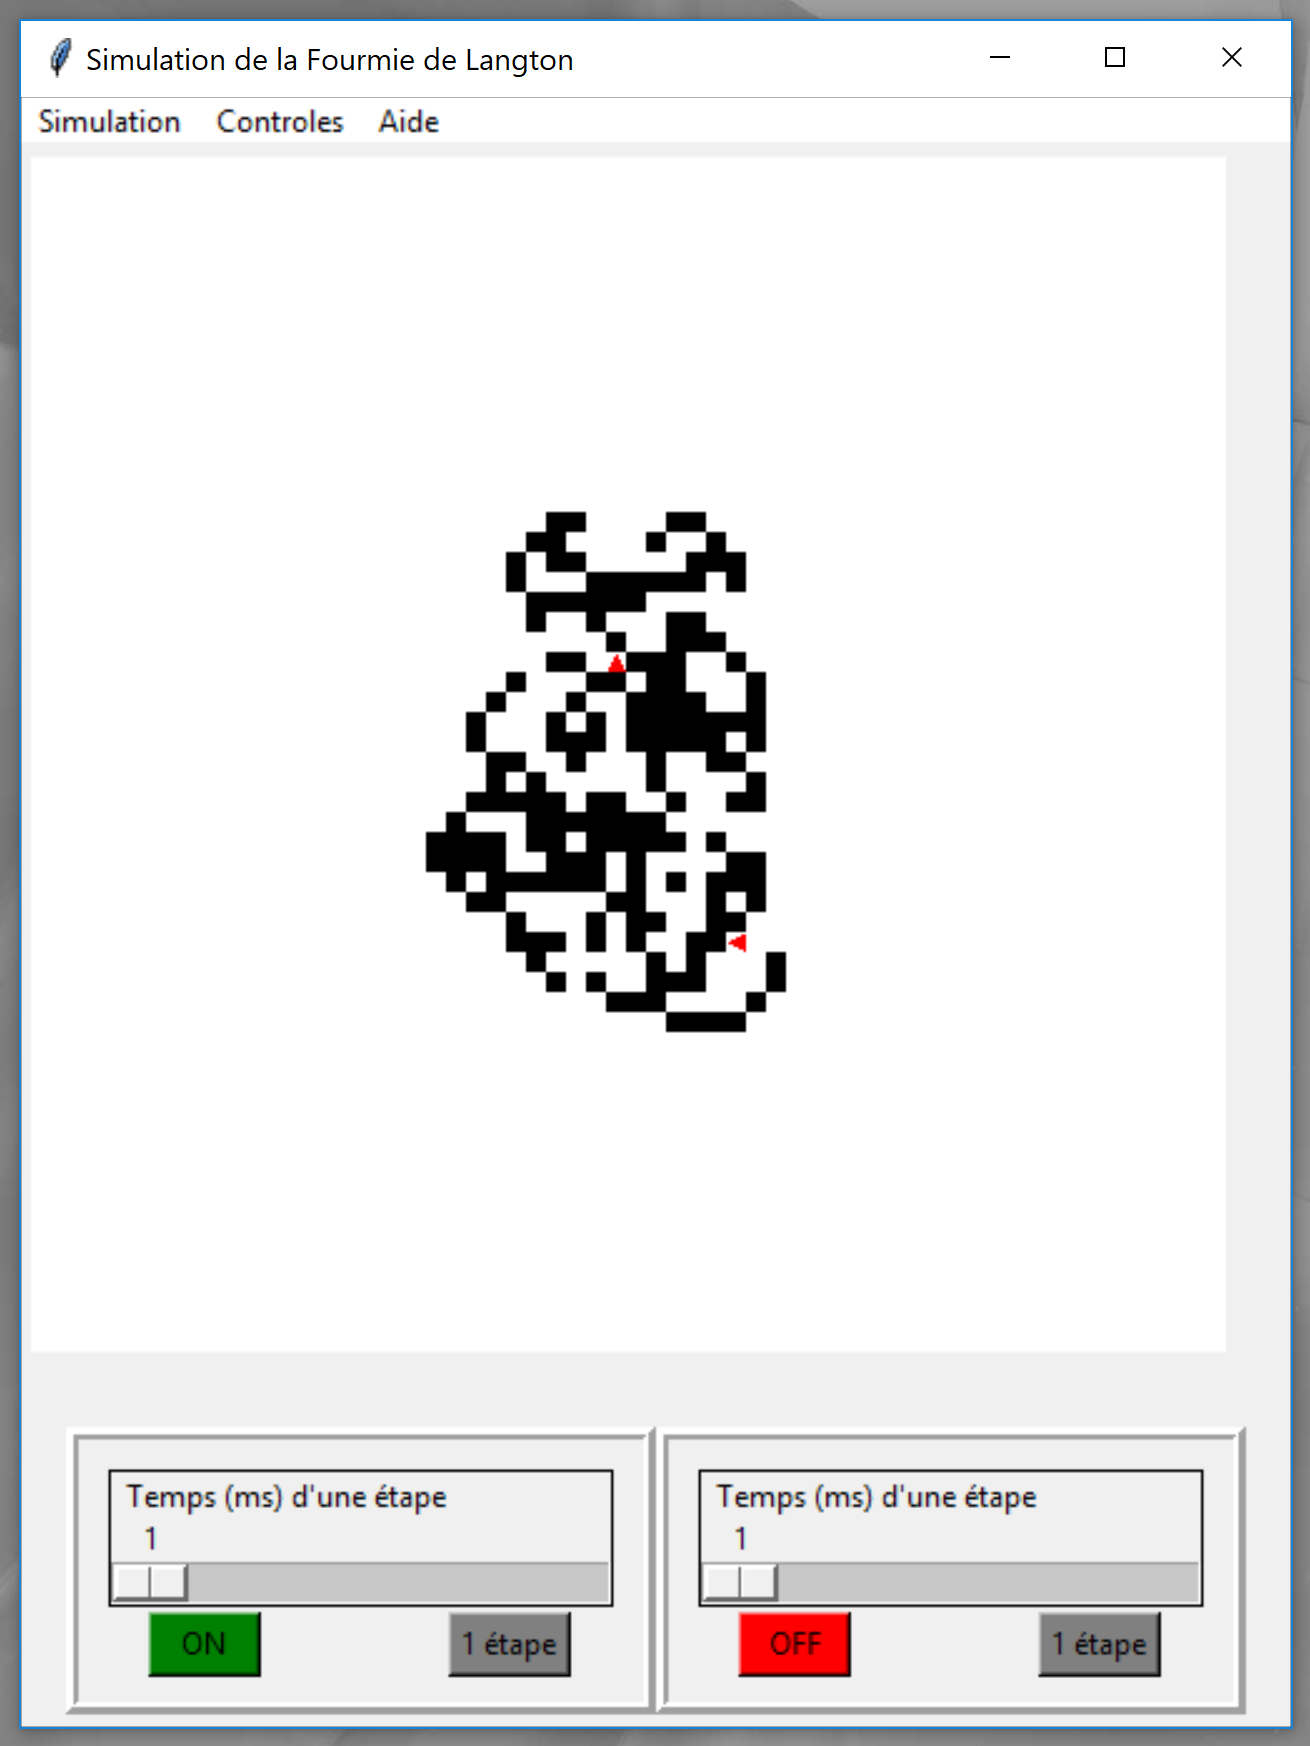 Simulation de la Fourmie de Langton
Simulation Controles Aide
Temps (ms) d'une étape
1
ON 1 étape
Temps (ms) d'une étape
1
OFF 1 étape